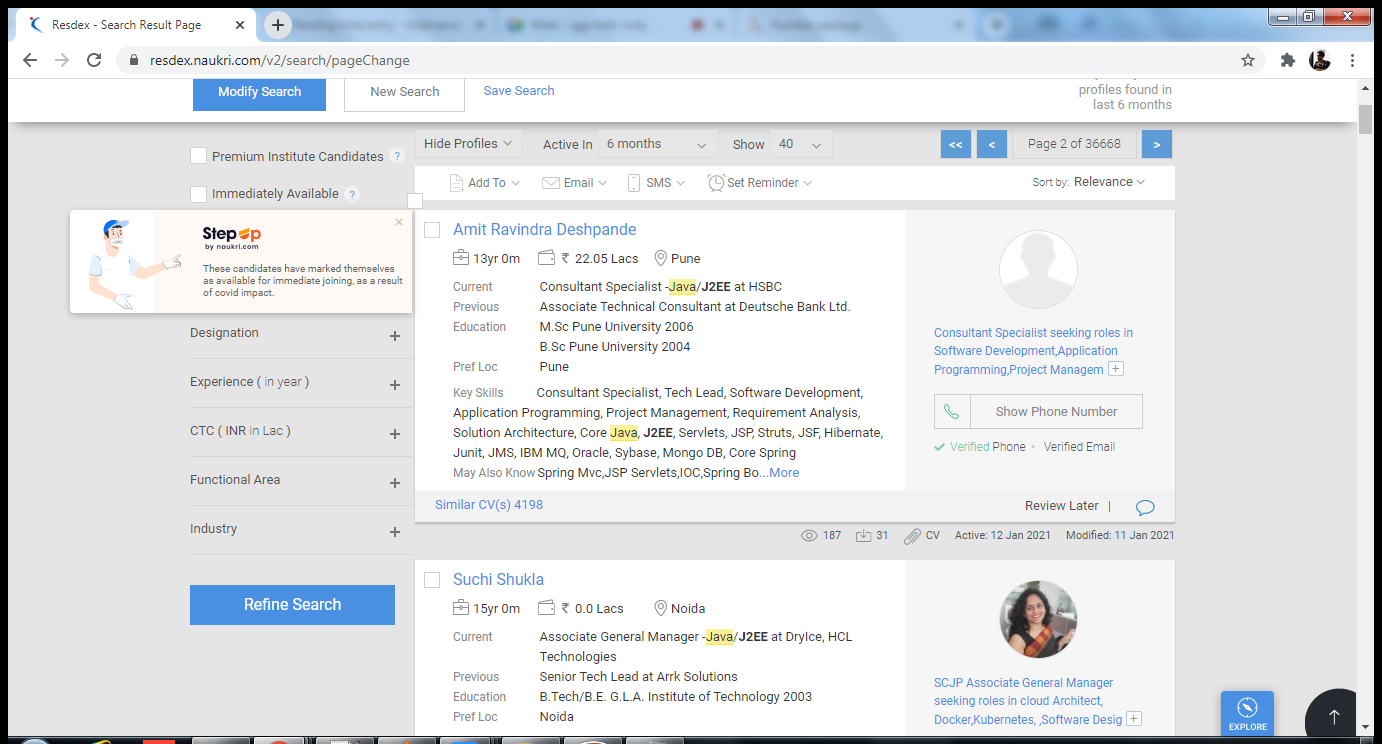 Resdex - Search Result Page
resdex.naukri.com/v2/search/pageChange
Modify Search
New Search
Save Search
profiles found in
last 6 months
Premium Institute Candidates ?
Immediately Available ?
Hide Profiles
Active In 6 months
Show 40
<< < Page 2 of 36668 >
Add To Email SMS Set Reminder
Sort by: Relevance
StepUp
by naukri.com
These candidates have marked themselves
as available for immediate joining, as a result
of covid impact.
Designation +
Experience ( in year ) +
CTC ( INR in Lac ) +
Functional Area +
Industry +
Refine Search
Amit Ravindra Deshpande
13yr 0m ₹ 22.05 Lacs Pune
Current Consultant Specialist -Java/J2EE at HSBC
Previous Associate Technical Consultant at Deutsche Bank Ltd.
Education M.Sc Pune University 2006
B.Sc Pune University 2004
Pref Loc Pune
Key Skills Consultant Specialist, Tech Lead, Software Development,
Application Programming, Project Management, Requirement Analysis,
Solution Architecture, Core Java, J2EE, Servlets, JSP, Struts, JSF, Hibernate,
Junit, JMS, IBM MQ, Oracle, Sybase, Mongo DB, Core Spring
May Also Know Spring Mvc,JSP Servlets,IOC,Spring Bo...More
Consultant Specialist seeking roles in
Software Development,Application
Programming,Project Managem +
Show Phone Number
Verified Phone • Verified Email
Similar CV(s) 4198
Review Later |
187 31 CV Active: 12 Jan 2021 Modified: 11 Jan 2021
Suchi Shukla
15yr 0m ₹ 0.0 Lacs Noida
Current Associate General Manager -Java/J2EE at DryIce, HCL
Technologies
Previous Senior Tech Lead at Arrk Solutions
Education B.Tech/B.E. G.L.A. Institute of Technology 2003
Pref Loc Noida
SCJP Associate General Manager
seeking roles in cloud Architect,
Docker,Kubernetes, ,Software Desig +
EXPLORE